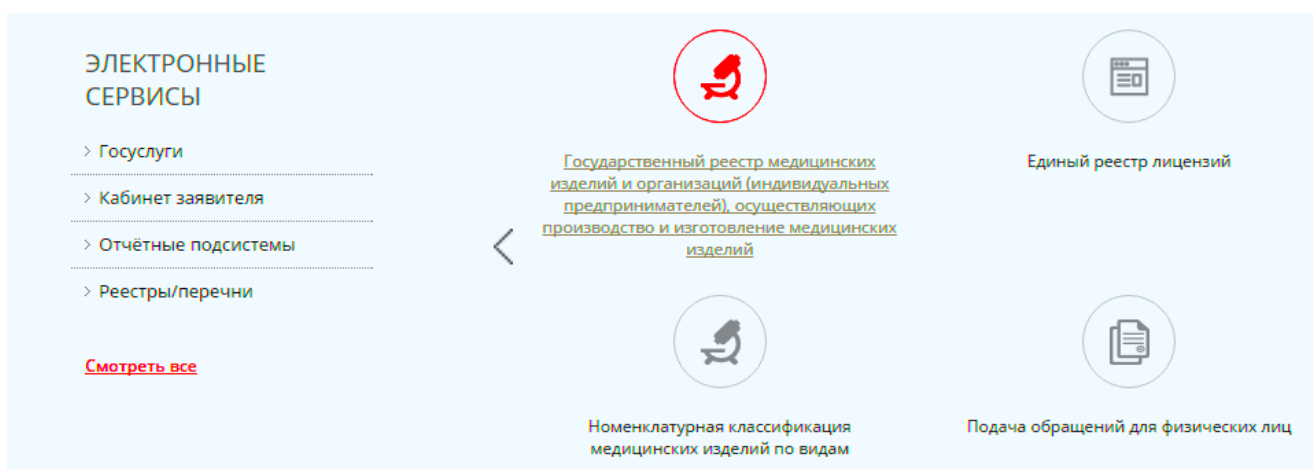 ЭЛЕКТРОННЫЕ
СЕРВИСЫ
> Госуслуги
> Кабинет заявителя
> Отчётные подсистемы
> Реестры/перечни
Смотреть все
Государственный реестр медицинских
изделий и организаций (индивидуальных
предпринимателей), осуществляющих
производство и изготовление медицинских
изделий
Единый реестр лицензий
Номенклатурная классификация
медицинских изделий по видам
Подача обращений для физических лиц